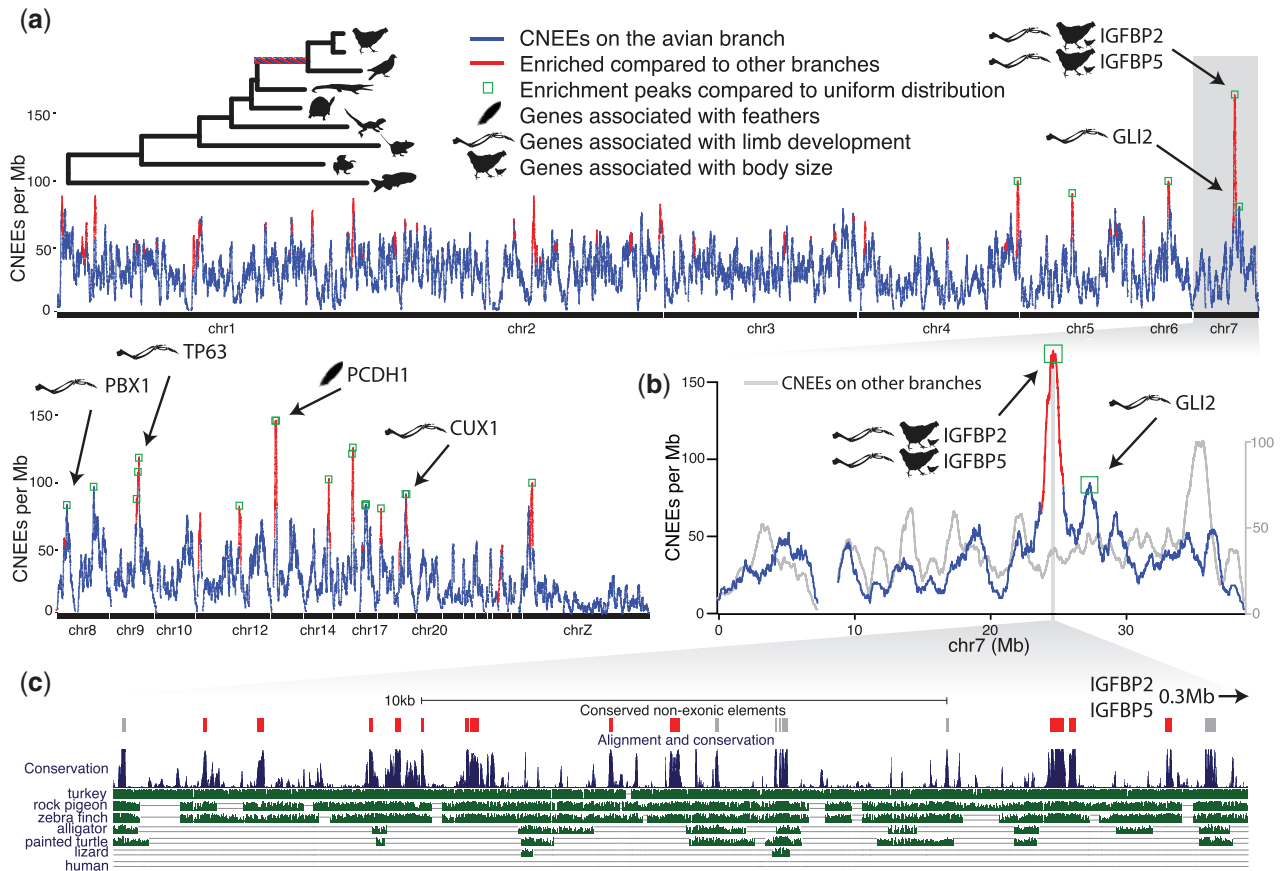 (a)
CNEEs on the avian branch
Enriched compared to other branches
Enrichment peaks compared to uniform distribution
Genes associated with feathers
Genes associated with limb development
Genes associated with body size
IGFBP2
IGFBP5
GLI2
CNEEs per Mb
150
100
50
0
chr1 chr2 chr3 chr4 chr5 chr6 chr7
PBX1
TP63
PCDH1
CUX1
CNEEs per Mb
150
100
50
0
chr8 chr9 chr10 chr12 chr14 chr17 chr20 chrZ
(b)
CNEEs on other branches
IGFBP2
IGFBP5
GLI2
CNEEs per Mb
150
100
50
0
100
50
0
0 10 20 30
chr7 (Mb)
(c)
10kb
IGFBP2
IGFBP5
0.3Mb
Conserved non-exonic elements
Alignment and conservation
Conservation
turkey
rock pigeon
zebra finch
alligator
painted turtle
lizard
human